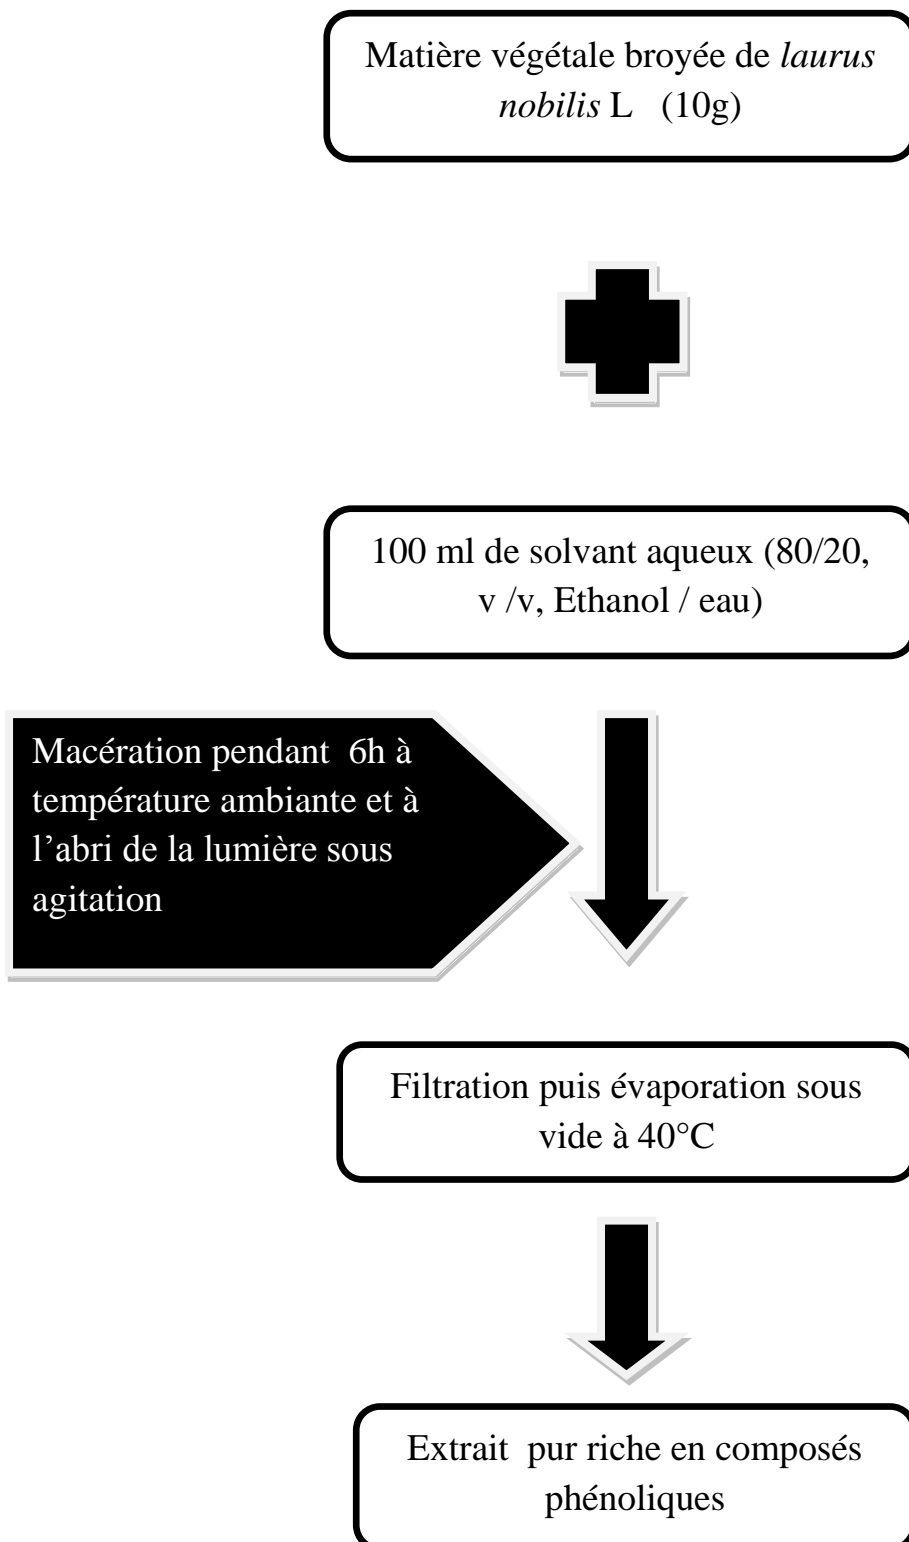 Matière végétale broyée de laurus
nobilis L (10g)
100 ml de solvant aqueux (80/20,
v /v, Ethanol / eau)
Macération pendant 6h à
température ambiante et à
l’abri de la lumière sous
agitation
Filtration puis évaporation sous
vide à 40°C
Extrait pur riche en composés
phénoliques